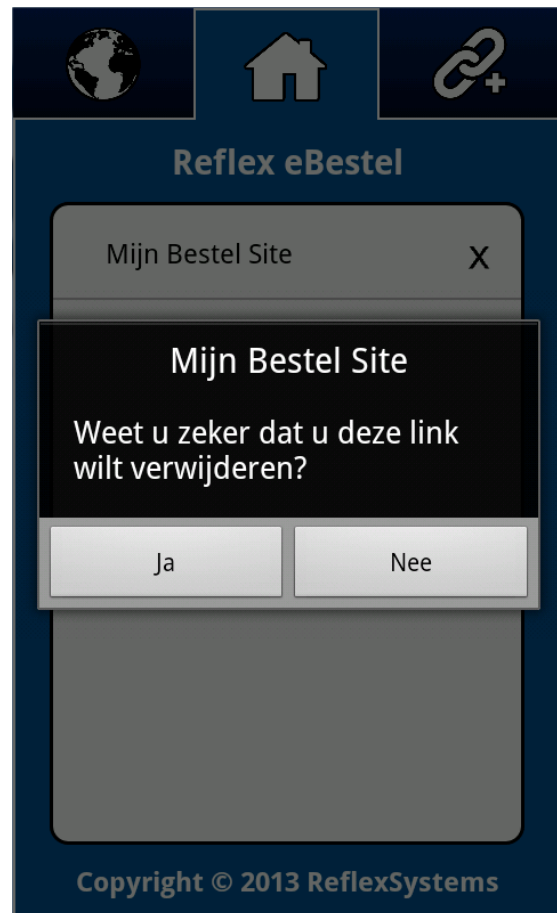 Reflex eBestel
Mijn Bestel Site
X
Mijn Bestel Site
Weet u zeker dat u deze link
wilt verwijderen?
Ja
Nee
Copyright © 2013 ReflexSystems